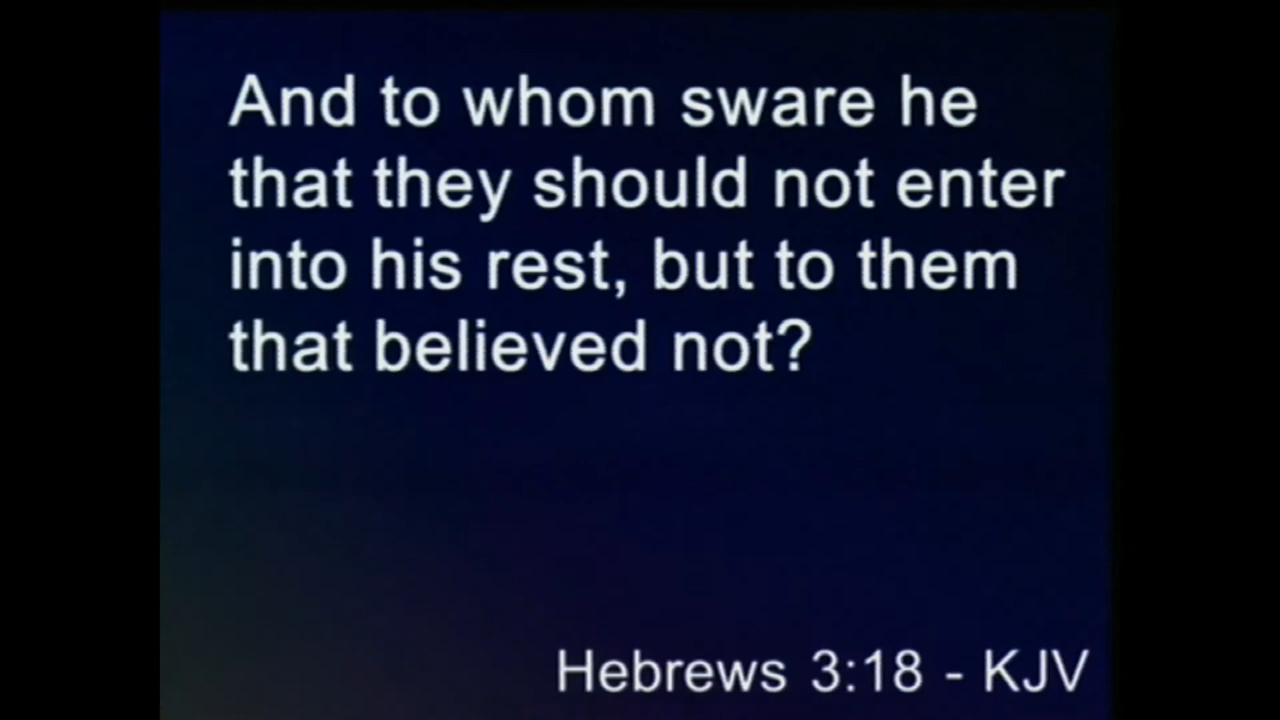 And to whom sware he
that they should not enter
into his rest, but to them
that believed not?
Hebrews 3:18 - KJV